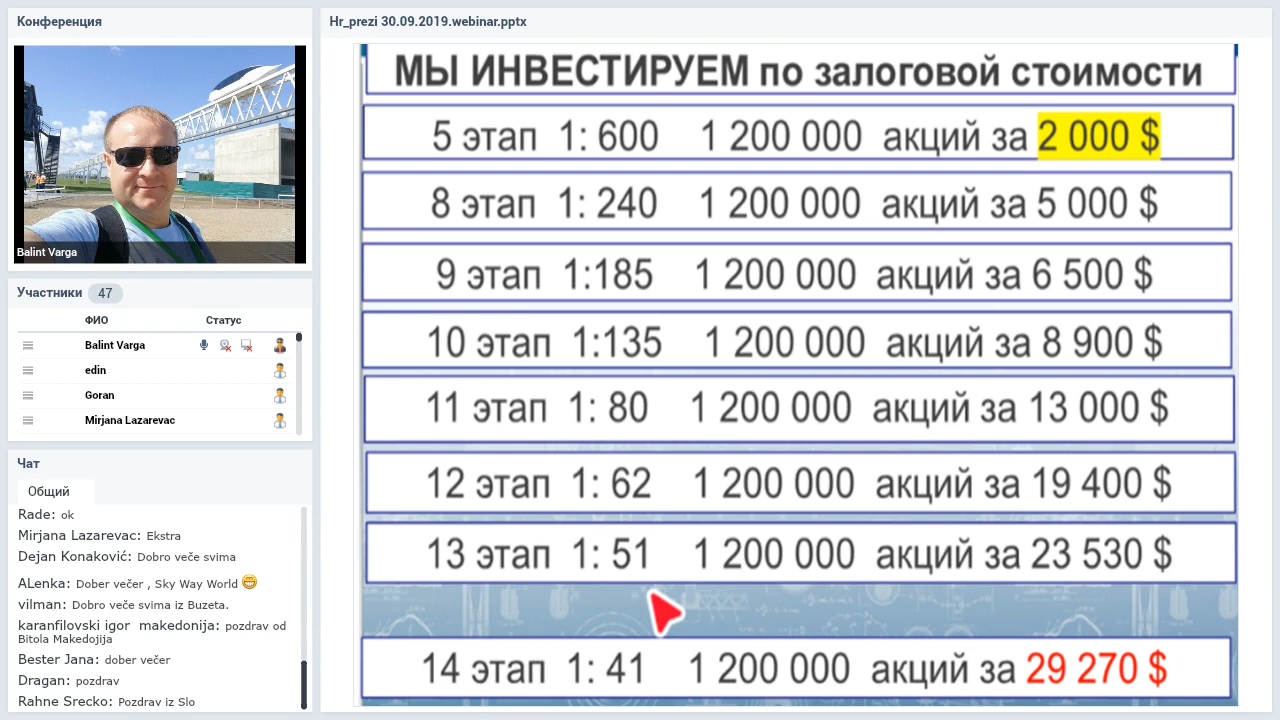 Конференция
Balint Varga
Участники 47
ФИО Статус
Balint Varga
edin
Goran
Mirjana Lazarevac
Чат
Общий
Rade: ok
Mirjana Lazarevac: Ekstra
Dejan Konaković: Dobro veče svima
ALenka: Dober večer , Sky Way World
vilman: Dobro veče svima iz Buzeta.
karanfilovski igor makedonija: pozdrav od
Bitola Makedojija
Bester Jana: dober večer
Dragan: pozdrav
Rahne Srecko: Pozdrav iz Slo
Hr_prezi 30.09.2019.webinar.pptx
МЫ ИНВЕСТИРУЕМ по залоговой стоимости
5 этап 1: 600 1 200 000 акций за 2 000 $
8 этап 1: 240 1 200 000 акций за 5 000 $
9 этап 1:185 1 200 000 акций за 6 500 $
10 этап 1:135 1 200 000 акций за 8 900 $
11 этап 1: 80 1 200 000 акций за 13 000 $
12 этап 1: 62 1 200 000 акций за 19 400 $
13 этап 1: 51 1 200 000 акций за 23 530 $
14 этап 1: 41 1 200 000 акций за 29 270 $